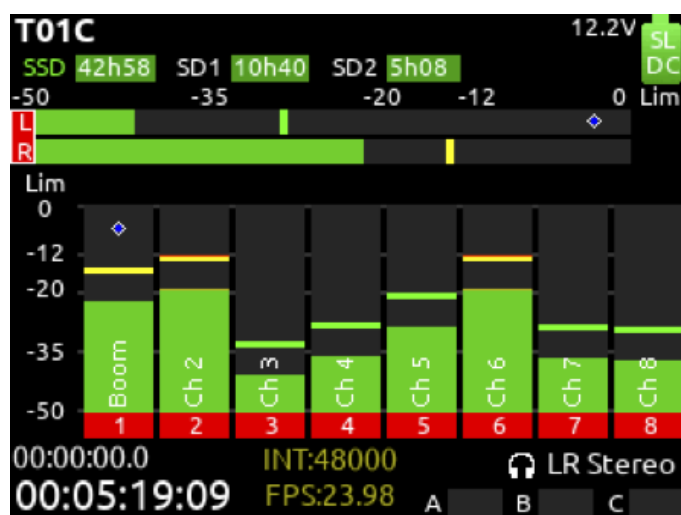 T01C 12.2V SL
SSD 42h58 SD1 10h40 SD2 5h08 DC
-50 -35 -20 -12 0 Lim
L
R
Lim
0
-12
-20
-35
-50
Boom Ch 2 Ch 3 Ch 4 Ch 5 Ch 6 Ch 7 Ch 8
1 2 3 4 5 6 7 8
00:00:00.0 INT:48000 LR Stereo
00:05:19:09 FPS:23.98 A B C